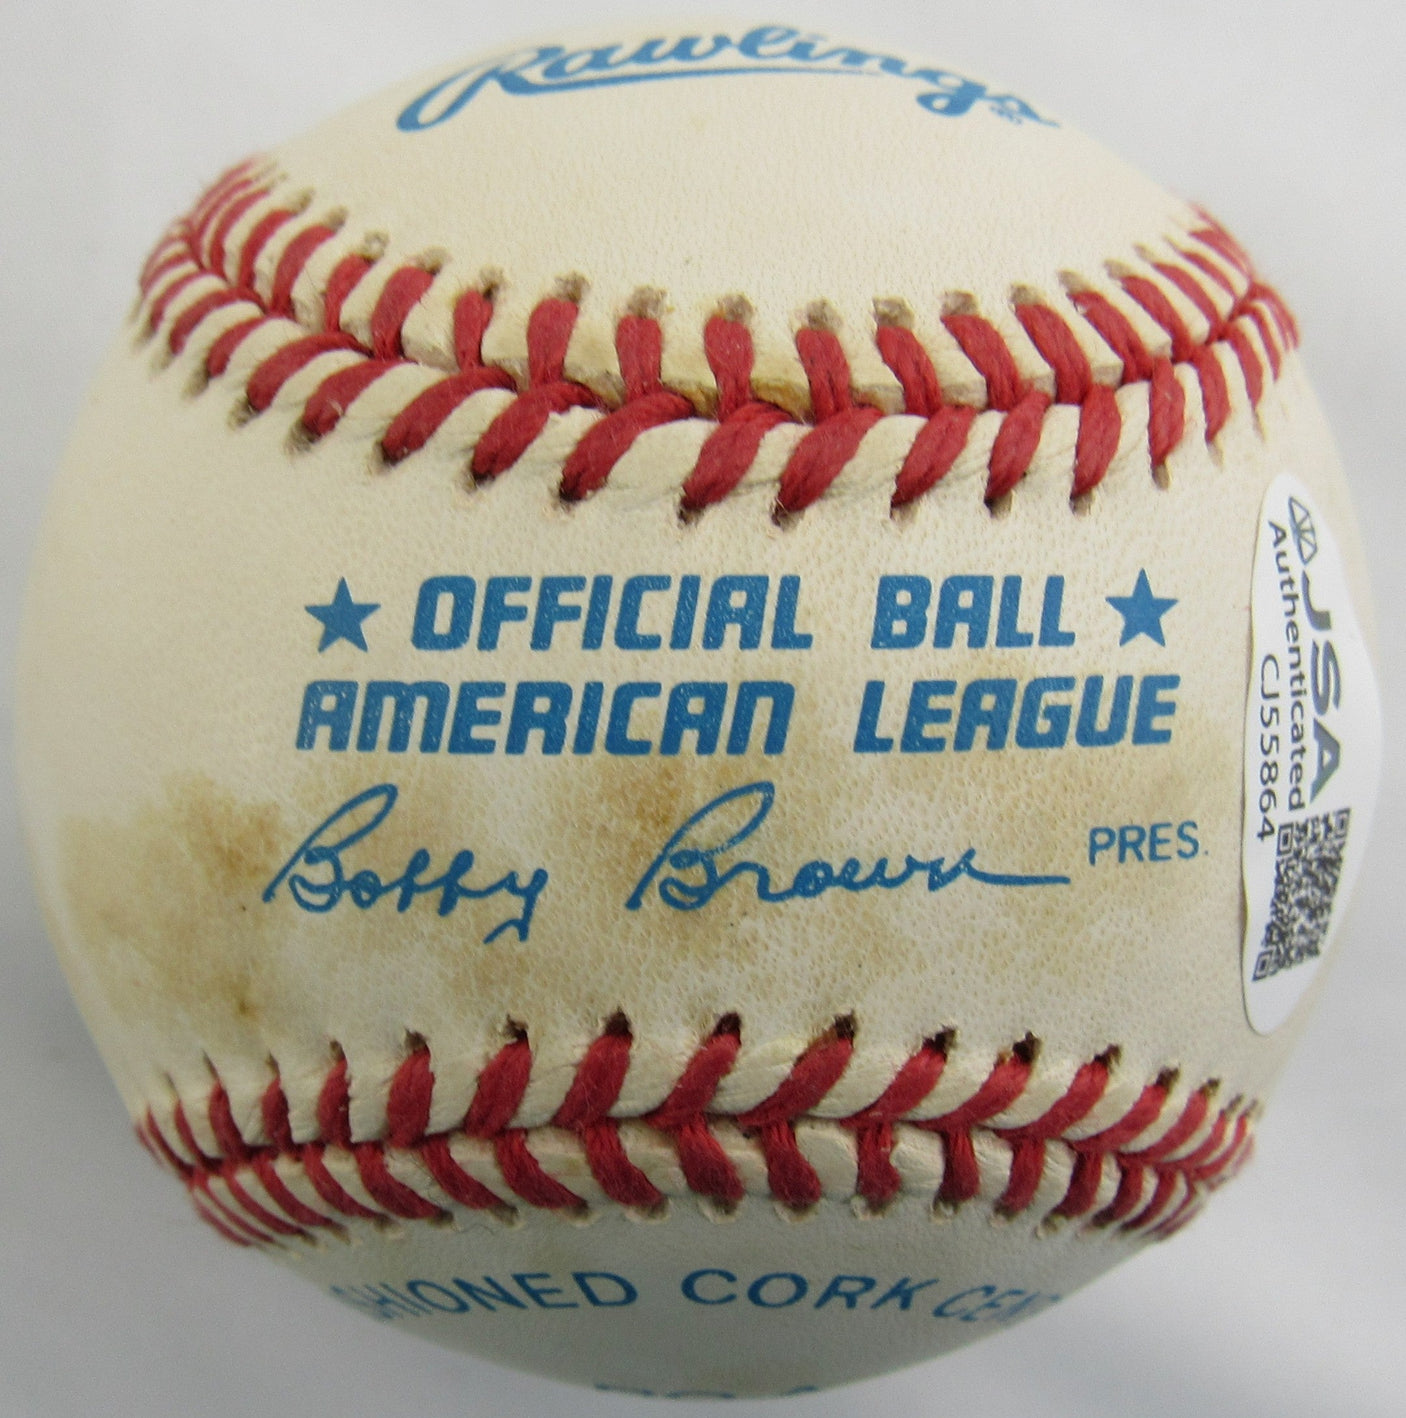 Rawlings
★ OFFICIAL BALL ★
AMERICAN LEAGUE
Bobby Brown PRES.
CORK
JSA
Authenticated
CJ55864